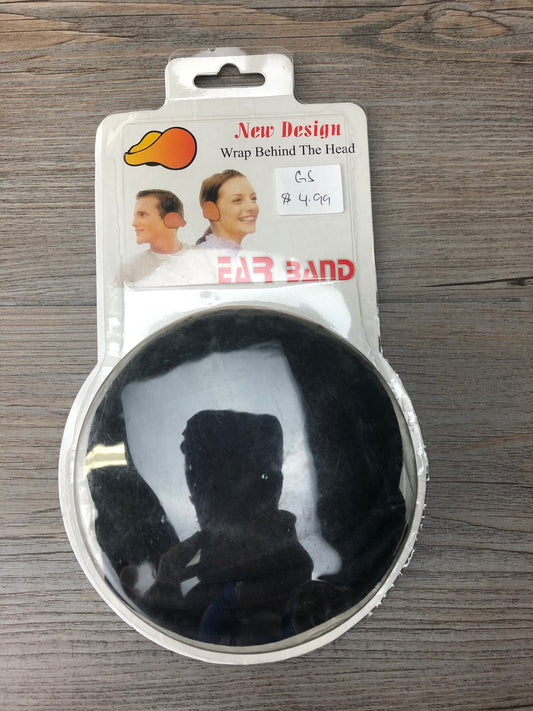 New Design
Wrap Behind The Head
GS
$ 4.99
EAR BAND